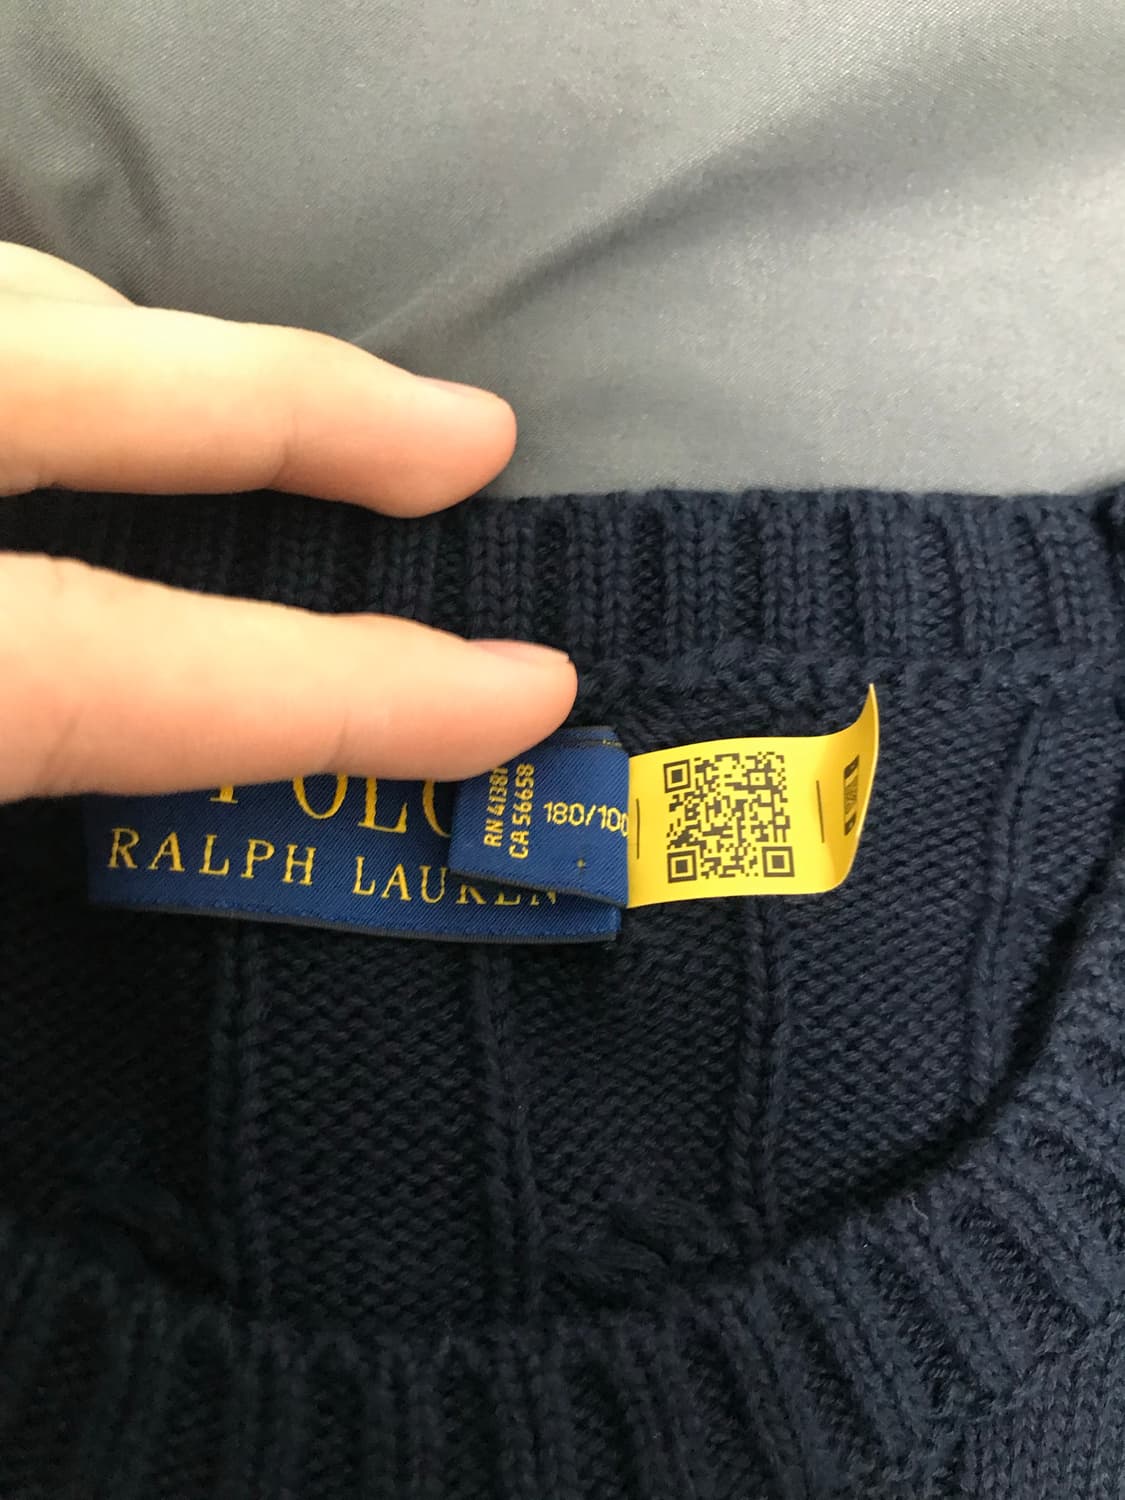 POLO
RALPH LAUREN
RN 41381
CA 56658
180/100